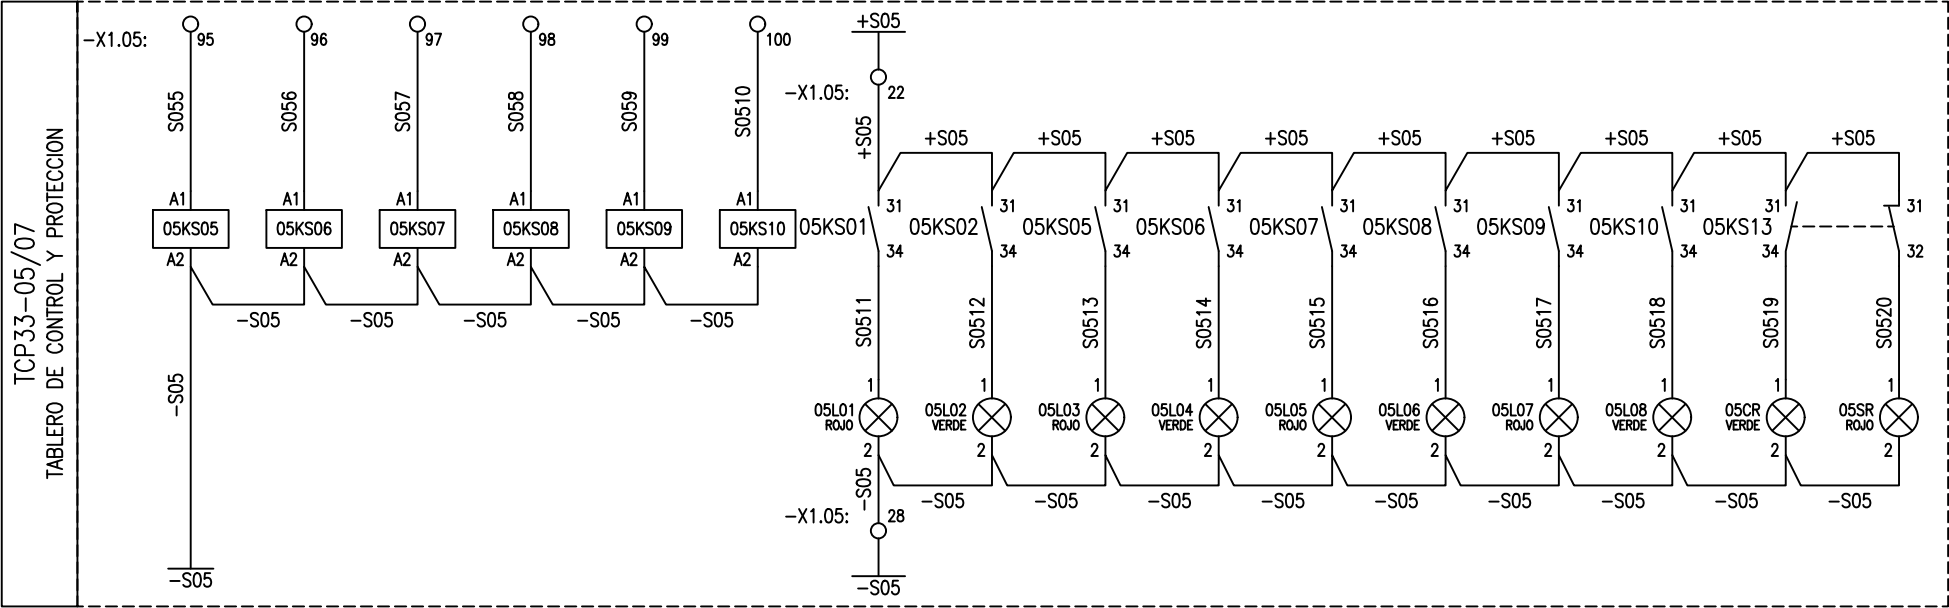 TCP33-05/07
TABLERO DE CONTROL Y PROTECCION
-X1.05: 95 96 97 98 99 100
S055 S056 S057 S058 S059 S0510
A1 A1 A1 A1 A1 A1
05KS05 05KS06 05KS07 05KS08 05KS09 05KS10
A2 A2 A2 A2 A2 A2
-S05 -S05 -S05 -S05 -S05
-S05
-S05
+S05
-X1.05: 22
+S05
+S05 +S05 +S05 +S05 +S05 +S05 +S05 +S05 +S05
31 31 31 31 31 31 31 31 31 31
05KS01 05KS02 05KS05 05KS06 05KS07 05KS08 05KS09 05KS10 05KS13
34 34 34 34 34 34 34 34 34 32
S0511 S0512 S0513 S0514 S0515 S0516 S0517 S0518 S0519 S0520
1 1 1 1 1 1 1 1 1 1
05L01 05L02 05L03 05L04 05L05 05L06 05L07 05L08 05CR 05SR
ROJO VERDE ROJO VERDE ROJO VERDE ROJO VERDE VERDE ROJO
2 2 2 2 2 2 2 2 2 2
-S05
-S05 -S05 -S05 -S05 -S05 -S05 -S05 -S05 -S05
-X1.05: 28
-S05